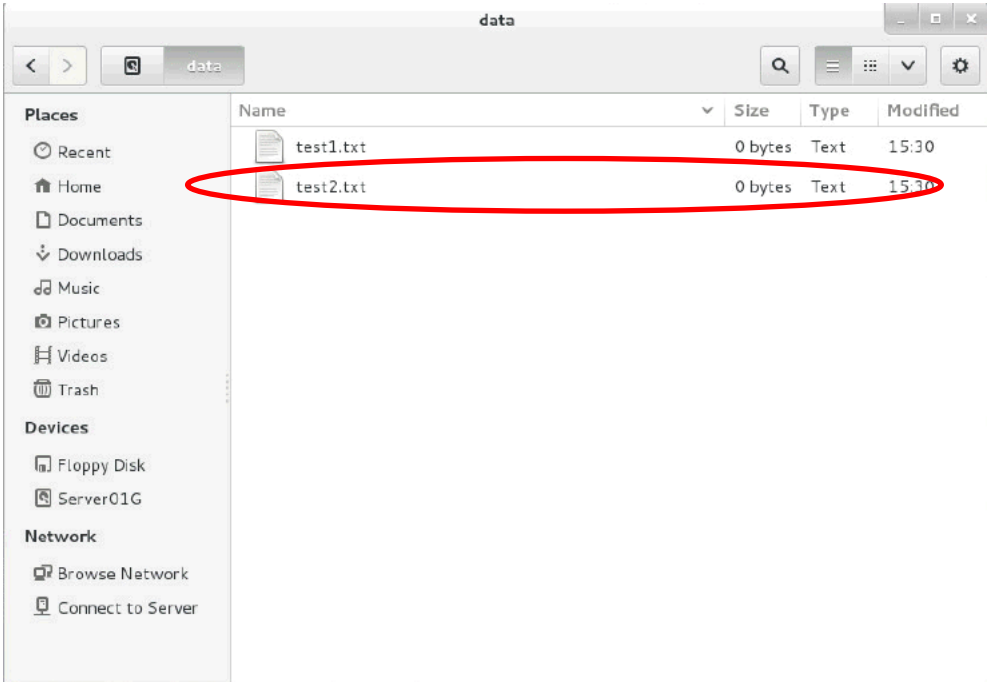 data
data
Places
Recent
Home
Documents
Downloads
Music
Pictures
Videos
Trash
Devices
Floppy Disk
Server01G
Network
Browse Network
Connect to Server
Name Size Type Modified
test1.txt 0 bytes Text 15:30
test2.txt 0 bytes Text 15:30